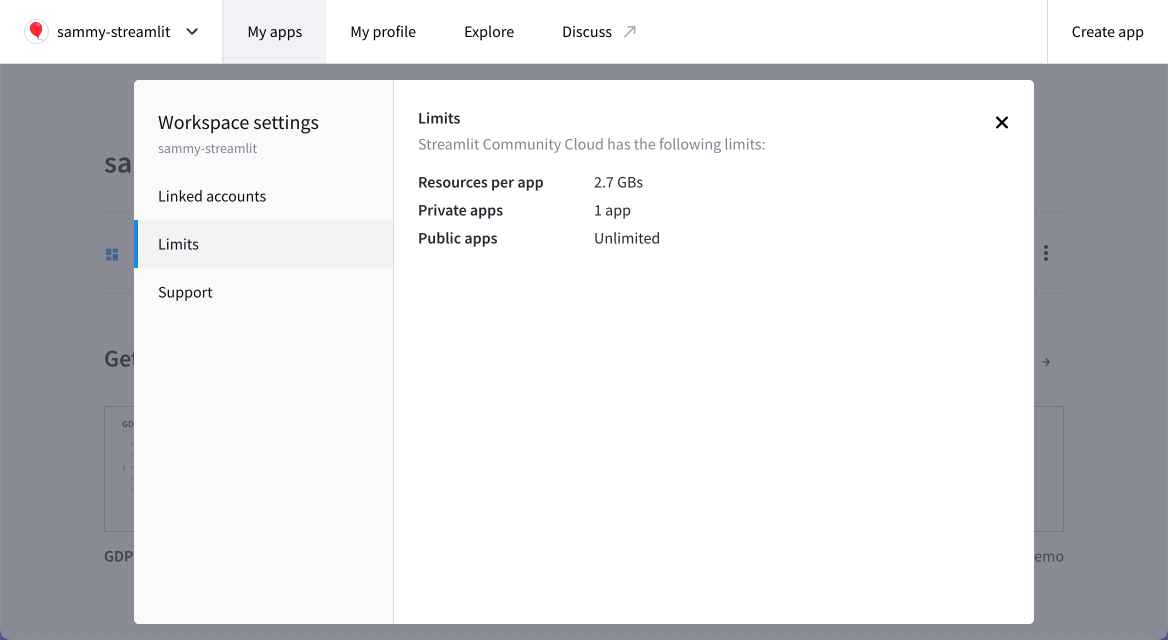 sammy-streamlit
My apps
My profile
Explore
Discuss
Create app
Workspace settings
sammy-streamlit
Linked accounts
Limits
Support
Limits
Streamlit Community Cloud has the following limits:
Resources per app 2.7 GBs
Private apps 1 app
Public apps Unlimited
sa
Get
GD
GDP
emo